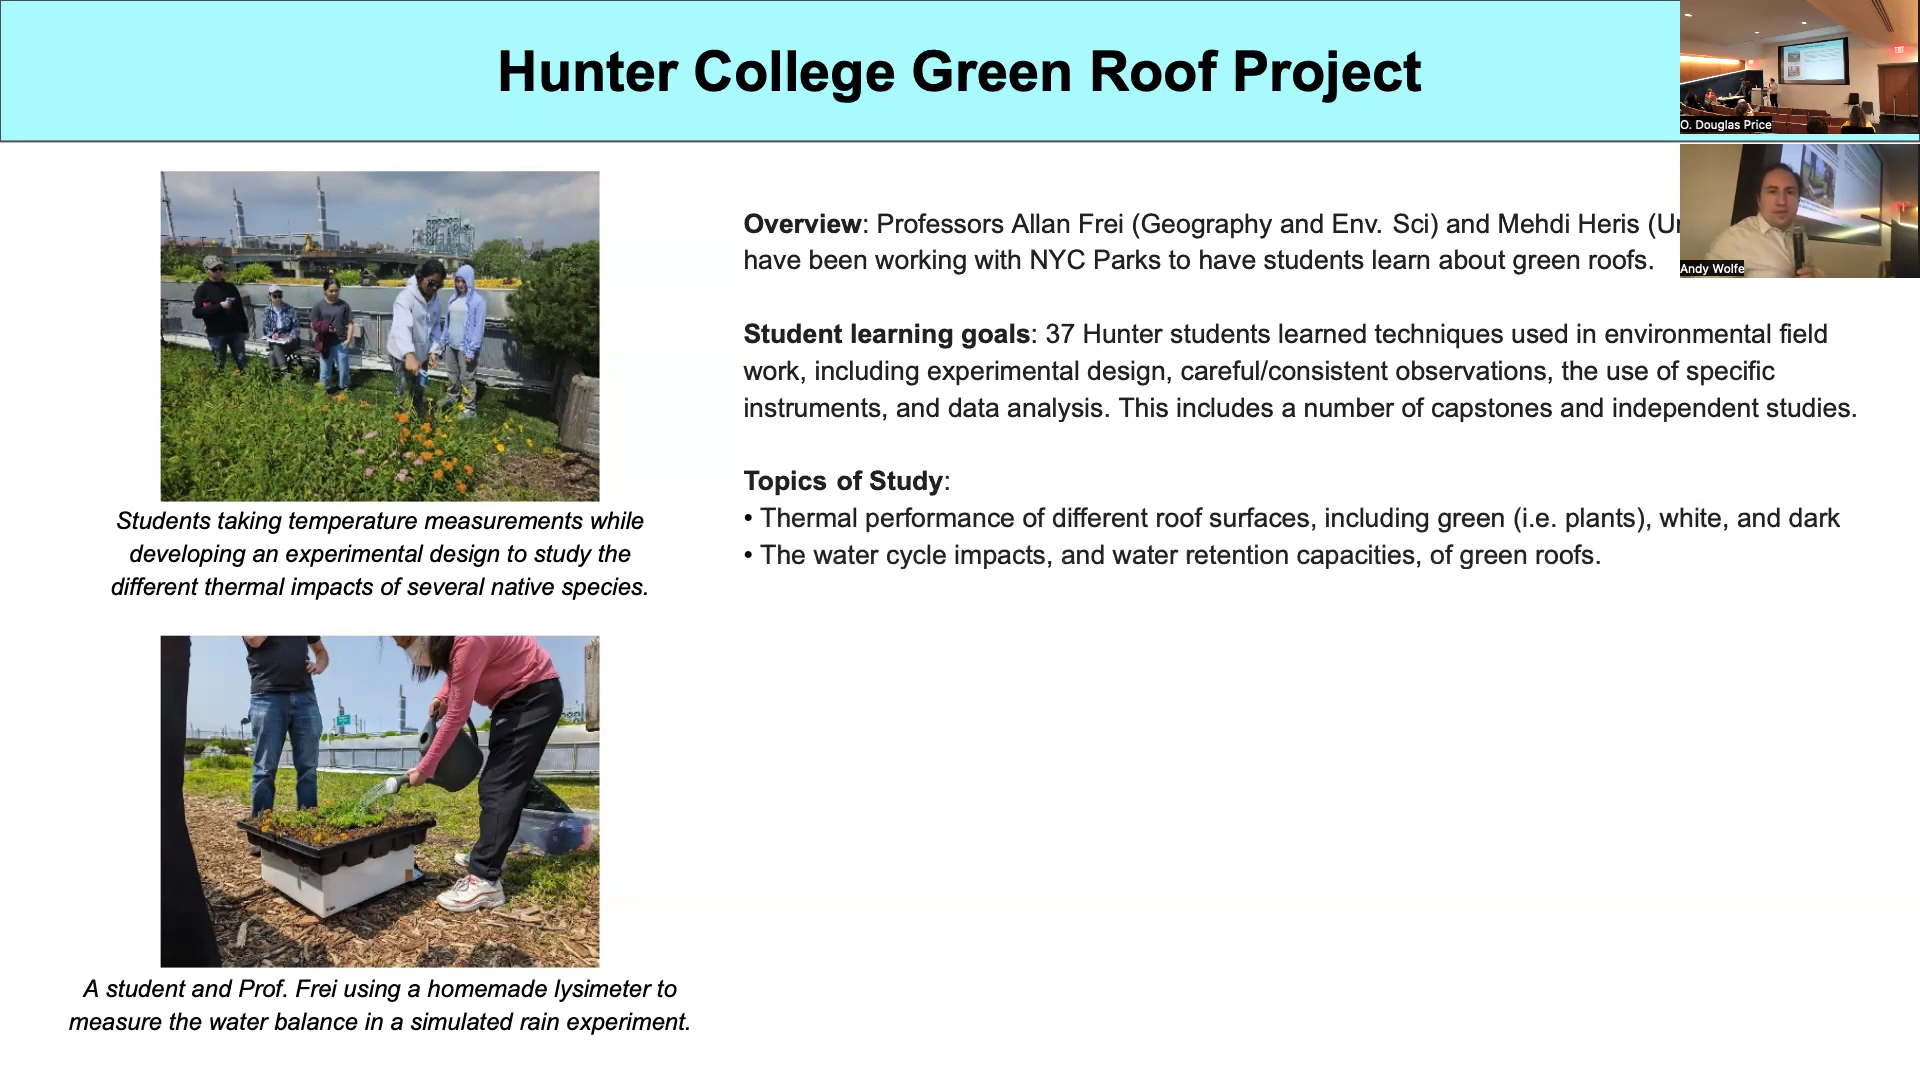 Hunter College Green Roof Project
O. Douglas Price
Andy Wolfe
Overview: Professors Allan Frei (Geography and Env. Sci) and Mehdi Heris
have been working with NYC Parks to have students learn about green roofs.
Student learning goals: 37 Hunter students learned techniques used in environmental field
work, including experimental design, careful/consistent observations, the use of specific
instruments, and data analysis. This includes a number of capstones and independent studies.
Topics of Study:
• Thermal performance of different roof surfaces, including green (i.e. plants), white, and dark
• The water cycle impacts, and water retention capacities, of green roofs.
Students taking temperature measurements while
developing an experimental design to study the
different thermal impacts of several native species.
A student and Prof. Frei using a homemade lysimeter to
measure the water balance in a simulated rain experiment.